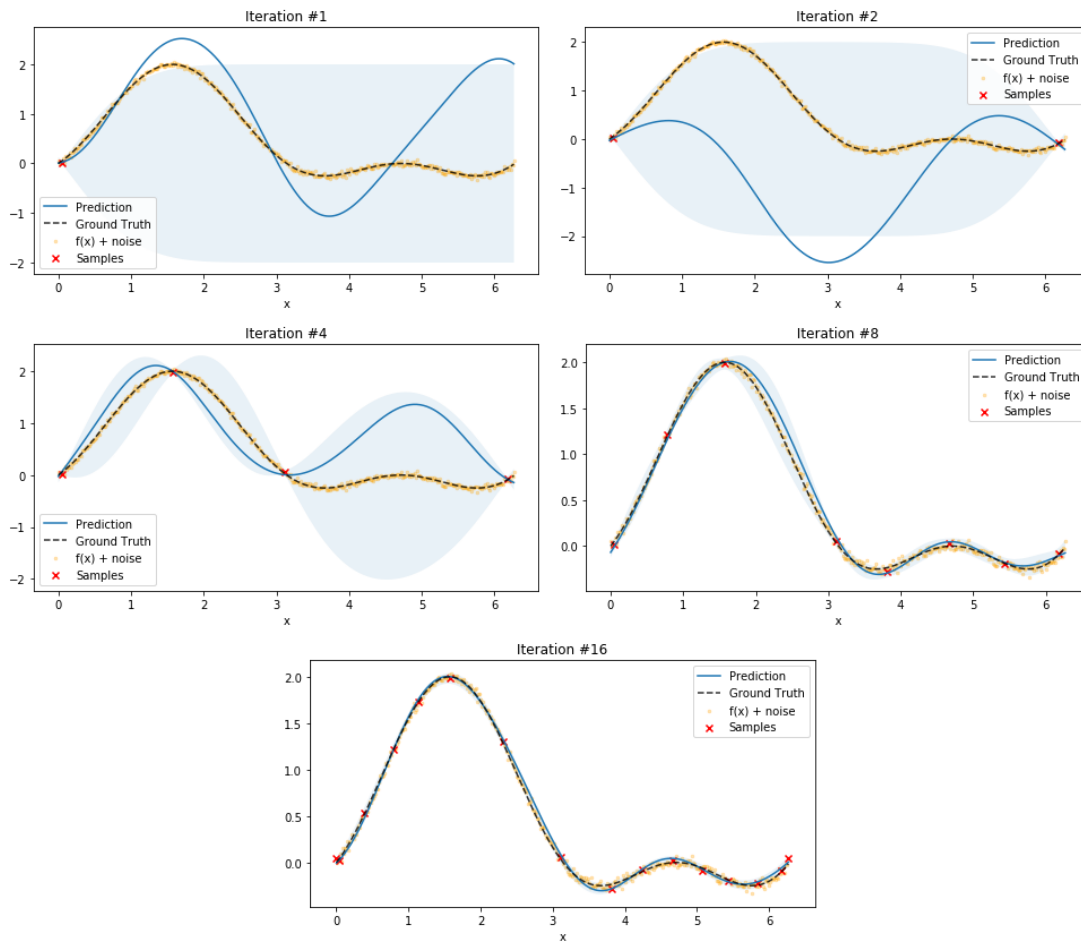 Iteration #1
2
1
0
−1
−2
Prediction
Ground Truth
f(x) + noise
Samples
0 1 2 3 4 5 6
x
Iteration #2
2
1
0
−1
−2
Prediction
Ground Truth
f(x) + noise
Samples
0 1 2 3 4 5 6
x
Iteration #4
2
1
0
−1
−2
Prediction
Ground Truth
f(x) + noise
Samples
0 1 2 3 4 5 6
x
Iteration #8
2.0
1.5
1.0
0.5
0.0
Prediction
Ground Truth
f(x) + noise
Samples
0 1 2 3 4 5 6
x
Iteration #16
2.0
1.5
1.0
0.5
0.0
Prediction
Ground Truth
f(x) + noise
Samples
0 1 2 3 4 5 6
x